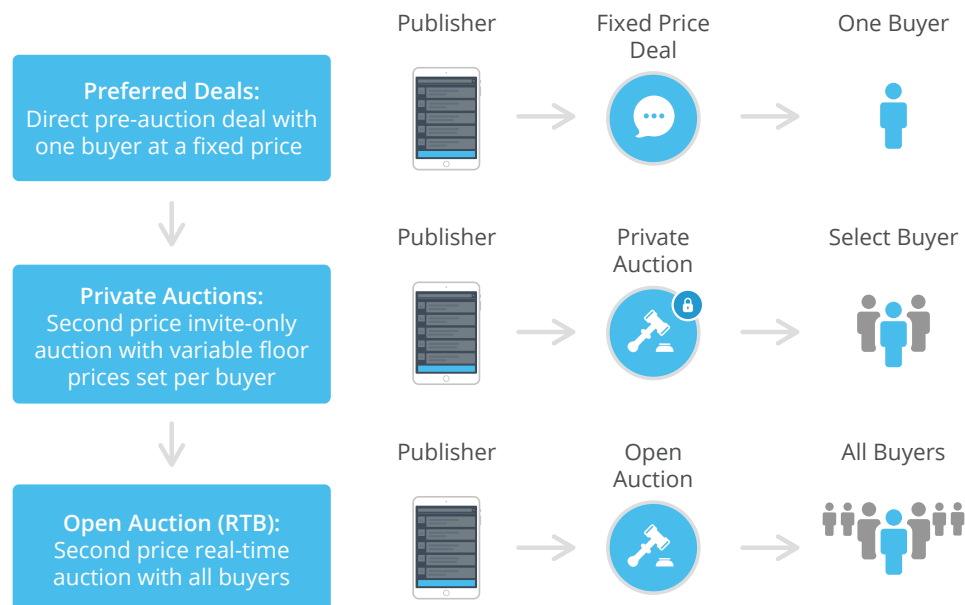 Publisher
Fixed Price
Deal
One Buyer
Preferred Deals:
Direct pre-auction deal with
one buyer at a fixed price
Publisher
Private
Auction
Select Buyer
Private Auctions:
Second price invite-only
auction with variable floor
prices set per buyer
Publisher
Open
Auction
All Buyers
Open Auction (RTB):
Second price real-time
auction with all buyers